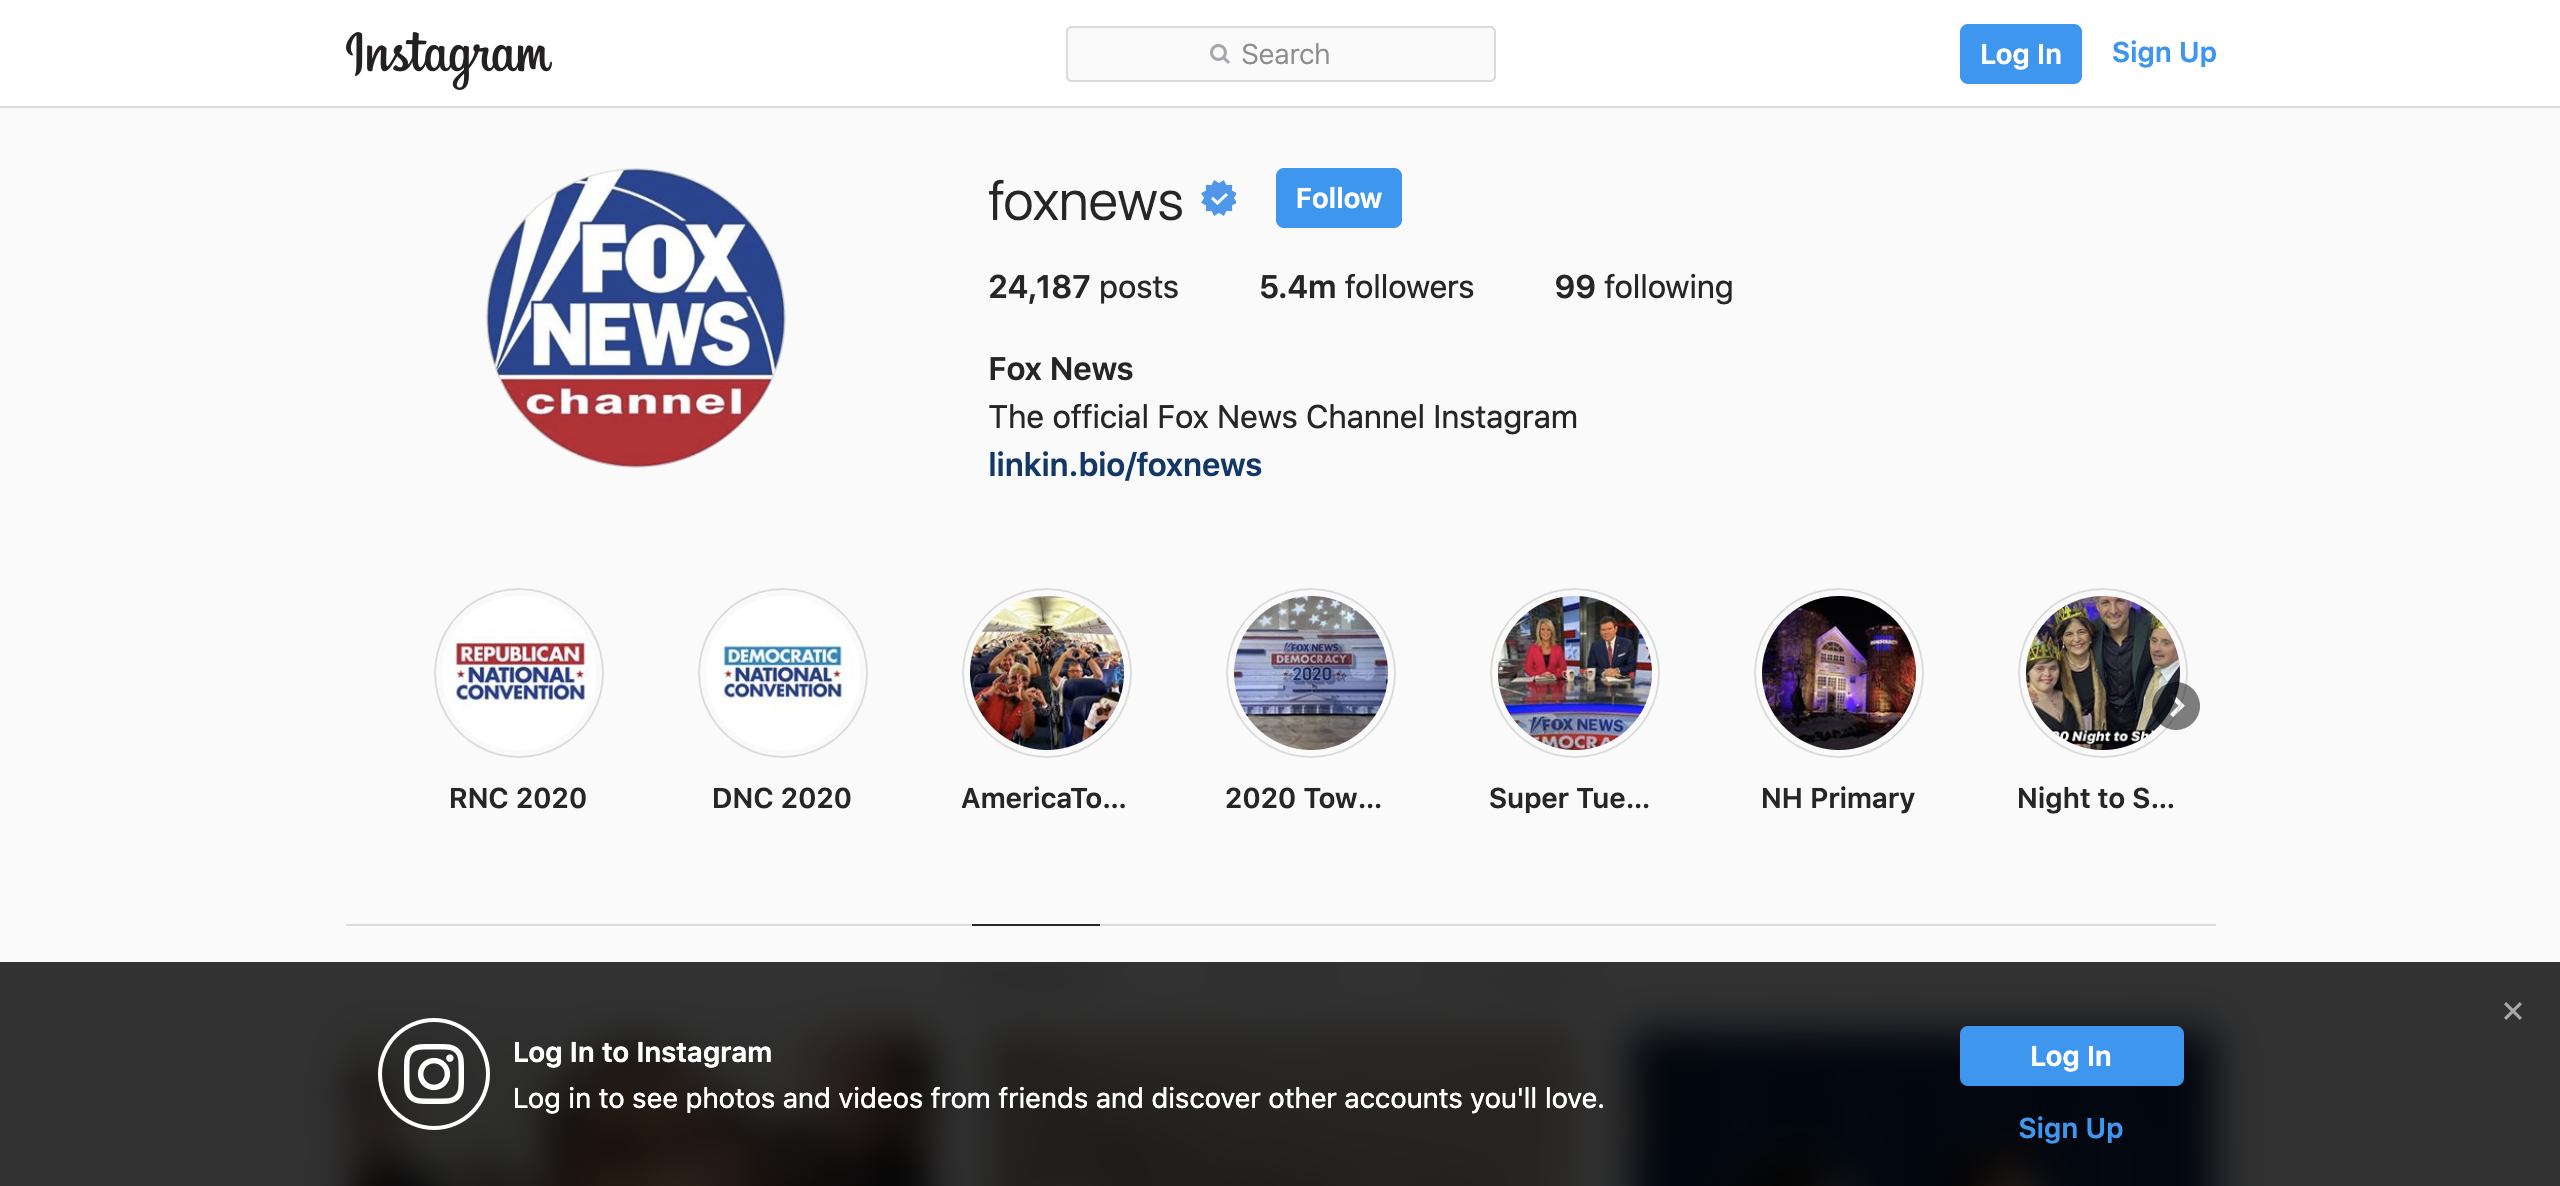 Instagram
Search
Log In
Sign Up
FOX
NEWS
channel
foxnews
Follow
24,187 posts 5.4m followers 99 following
Fox News
The official Fox News Channel Instagram
linkin.bio/foxnews
REPUBLICAN
NATIONAL
CONVENTION
RNC 2020
DEMOCRATIC
NATIONAL
CONVENTION
DNC 2020
AmericaTo...
FOX NEWS
DEMOCRACY
2020
2020 Tow...
FOX NEWS
Super Tue...
NH Primary
Night to
Night to S...
Log In to Instagram
Log in to see photos and videos from friends and discover other accounts you'll love.
Log In
Sign Up